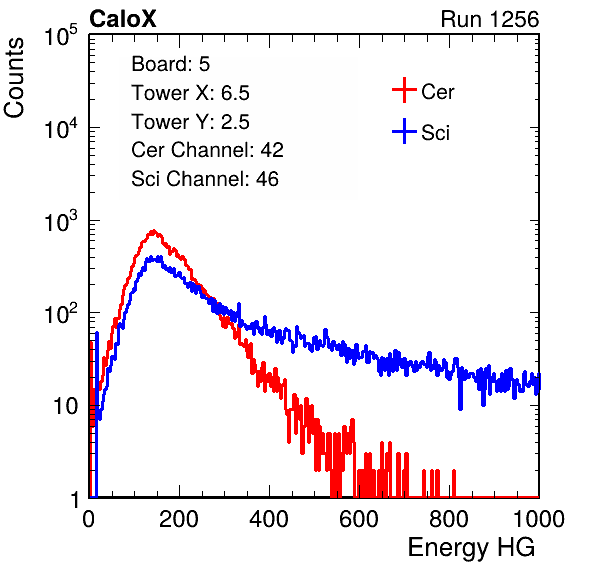 CaloX Run 1256
Counts
10^5
10^4
10^3
10^2
10
1
Board: 5
Tower X: 6.5
Tower Y: 2.5
Cer Channel: 42
Sci Channel: 46
Cer
Sci
0 200 400 600 800 1000
Energy HG